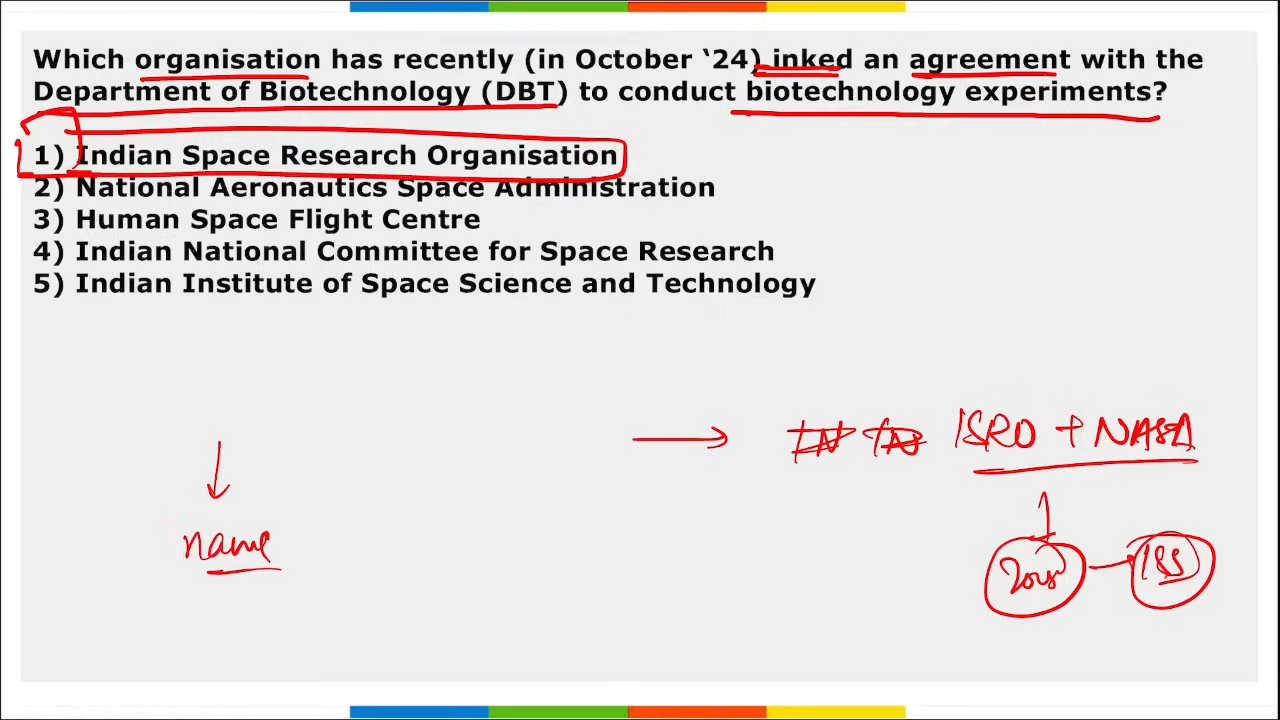 Which organisation has recently (in October ‘24) inked an agreement with the
Department of Biotechnology (DBT) to conduct biotechnology experiments?
1) Indian Space Research Organisation
2) National Aeronautics Space Administration
3) Human Space Flight Centre
4) Indian National Committee for Space Research
5) Indian Institute of Space Science and Technology
ISRO + NASA
name
ISS